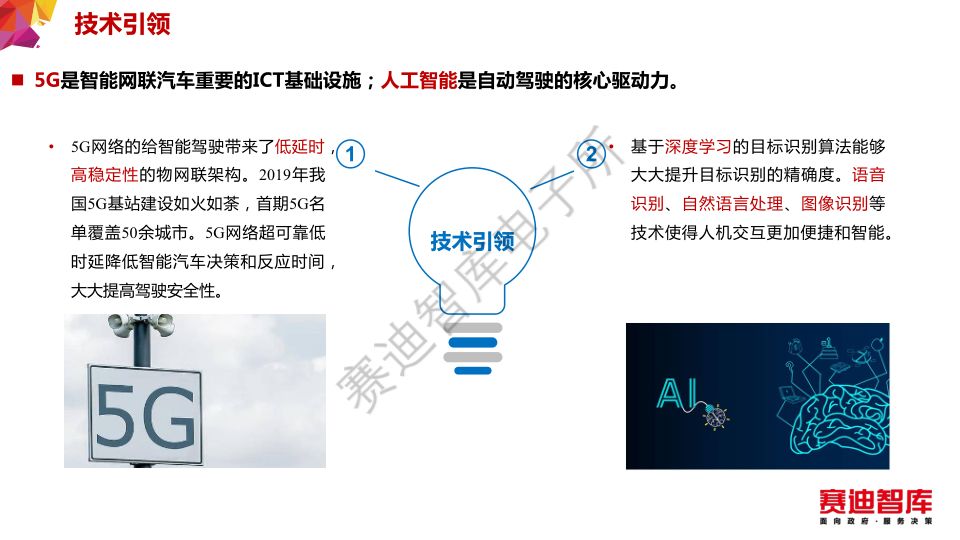 技术引领
5G是智能网联汽车重要的ICT基础设施；人工智能是自动驾驶的核心驱动力。
5G网络的给智能驾驶带来了低延时，
高稳定性的物网联架构。2019年我
国5G基站建设如火如荼，首期5G名
单覆盖50余城市。5G网络超可靠低
时延降低智能汽车决策和反应时间，
大大提高驾驶安全性。
1
技术引领
2
基于深度学习的目标识别算法能够
大大提升目标识别的精确度。语音
识别、自然语言处理、图像识别等
技术使得人机交互更加便捷和智能。
5G
AI
赛迪智库电子所
赛迪智库
面向政府·服务决策